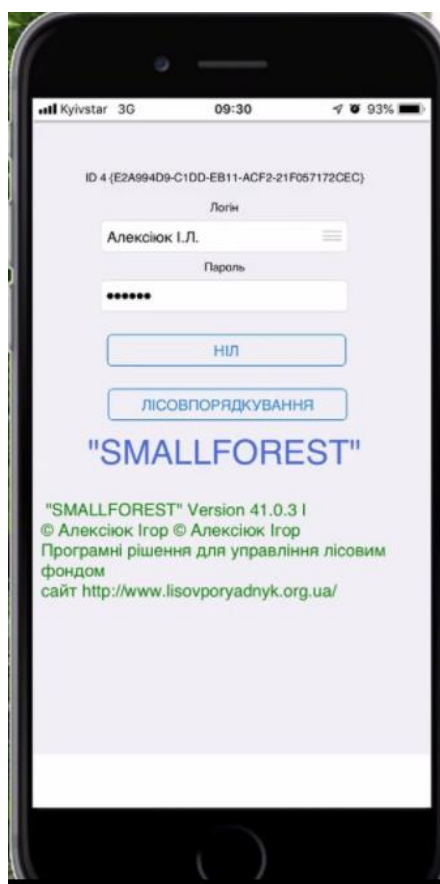 Kyivstar 3G 09:30 93%
ID 4 {E2A994D9-C1DD-EB11-ACF2-21F057172CEC}
Логін
Алексіюк І.Л.
Пароль
••••••
НІЛ
ЛІСОВПОРЯДКУВАННЯ
"SMALLFOREST"
"SMALLFOREST" Version 41.0.3 I
© Алексіюк Ігор © Алексіюк Ігор
Програмні рішення для управління лісовим
фондом
сайт http://www.lisovporyadnyk.org.ua/